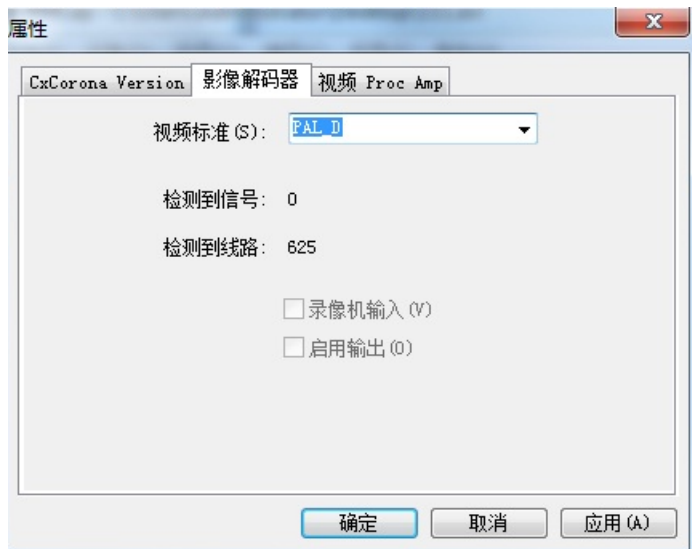 属性
CxCorona Version 影像解码器 视频 Proc Amp
视频标准(S): PAL_D
检测到信号: 0
检测到线路: 625
录像机输入(V)
启用输出(O)
确定 取消 应用(A)